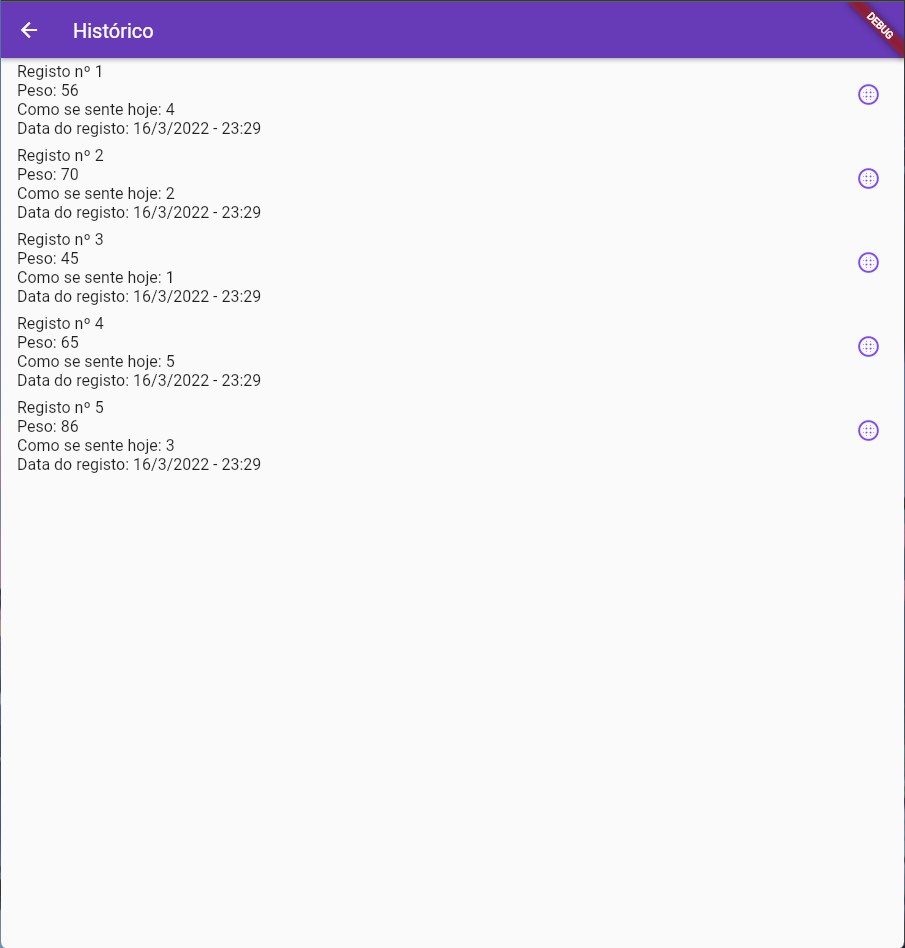 Histórico
DEBUG
Registo nº 1
Peso: 56
Como se sente hoje: 4
Data do registo: 16/3/2022 - 23:29
Registo nº 2
Peso: 70
Como se sente hoje: 2
Data do registo: 16/3/2022 - 23:29
Registo nº 3
Peso: 45
Como se sente hoje: 1
Data do registo: 16/3/2022 - 23:29
Registo nº 4
Peso: 65
Como se sente hoje: 5
Data do registo: 16/3/2022 - 23:29
Registo nº 5
Peso: 86
Como se sente hoje: 3
Data do registo: 16/3/2022 - 23:29